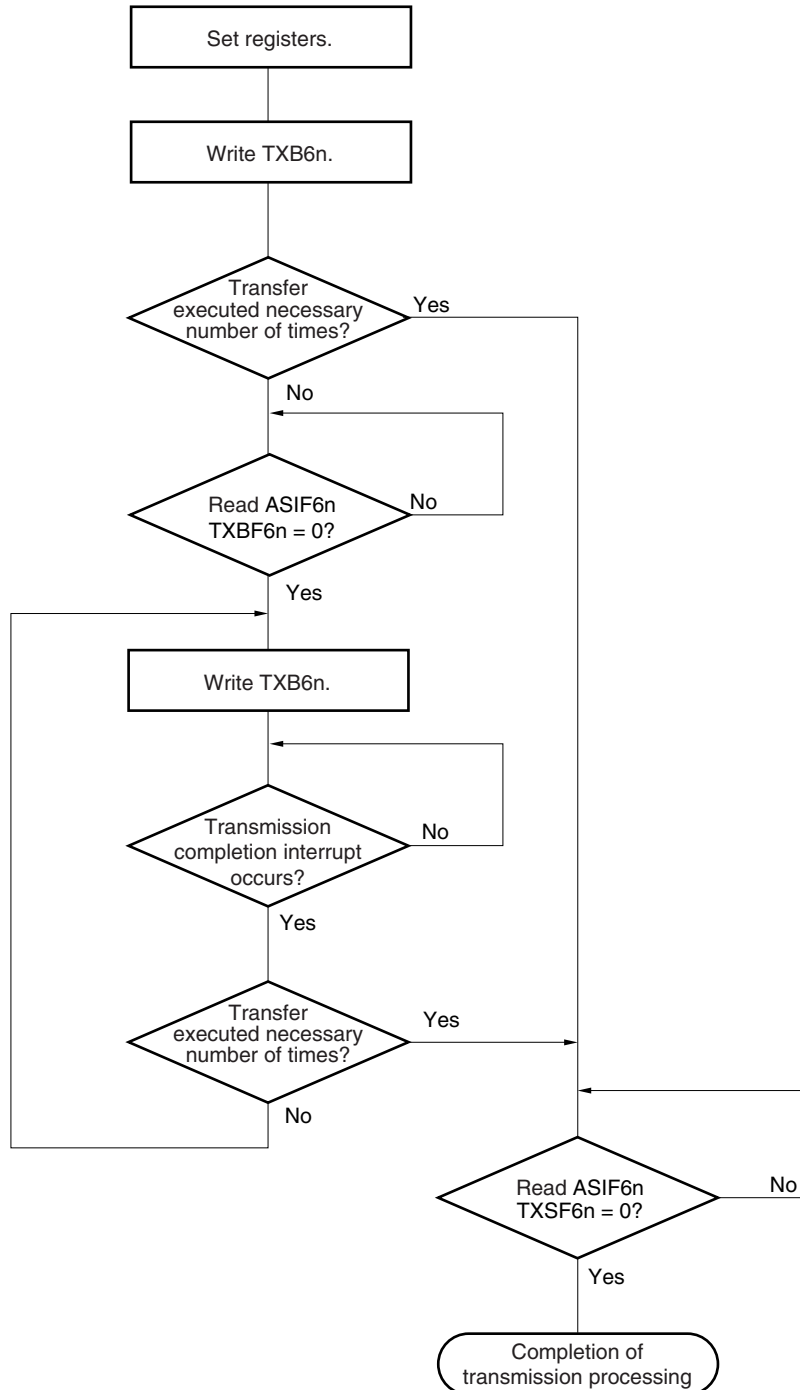 Set registers.
Write TXB6n.
Transfer
executed necessary
number of times?
Yes
No
Read ASIF6n
TXBF6n = 0?
No
Yes
Write TXB6n.
Transmission
completion interrupt
occurs?
No
Yes
Transfer
executed necessary
number of times?
Yes
No
Read ASIF6n
TXSF6n = 0?
No
Yes
Completion of
transmission processing